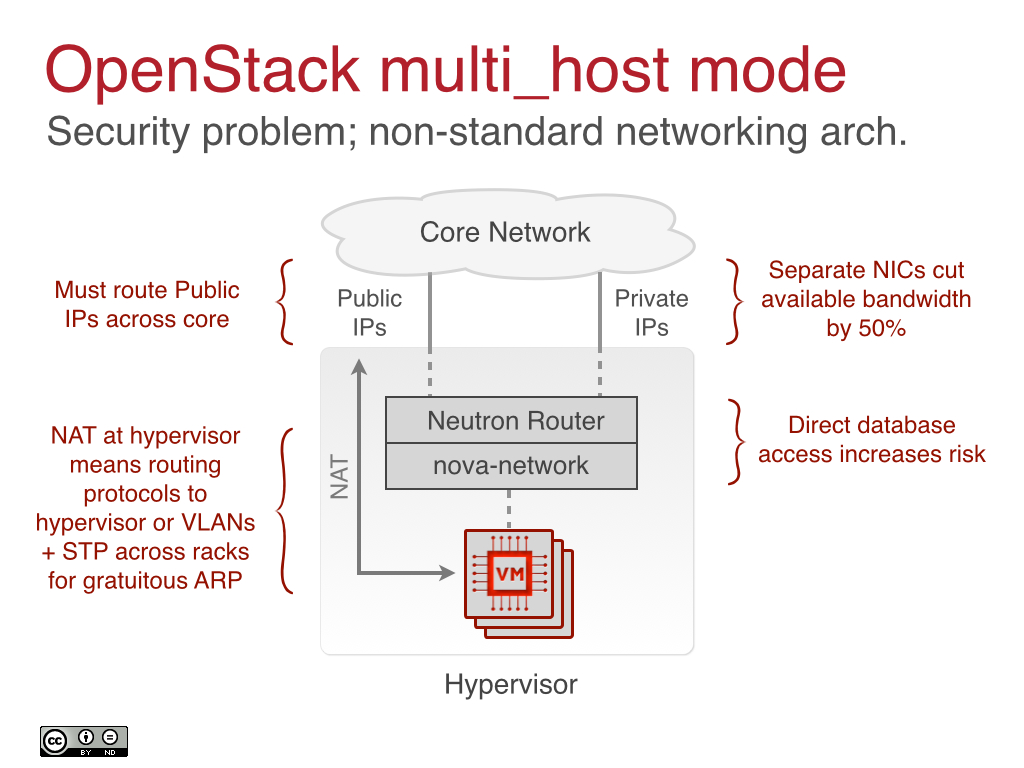 OpenStack multi_host mode
Security problem; non-standard networking arch.
Core Network
Must route Public
IPs across core
Public
IPs
Private
IPs
Separate NICs cut
available bandwidth
by 50%
NAT at hypervisor
means routing
protocols to
hypervisor or VLANs
+ STP across racks
for gratuitous ARP
NAT
Neutron Router
nova-network
Direct database
access increases risk
VM
Hypervisor
cc
BY ND